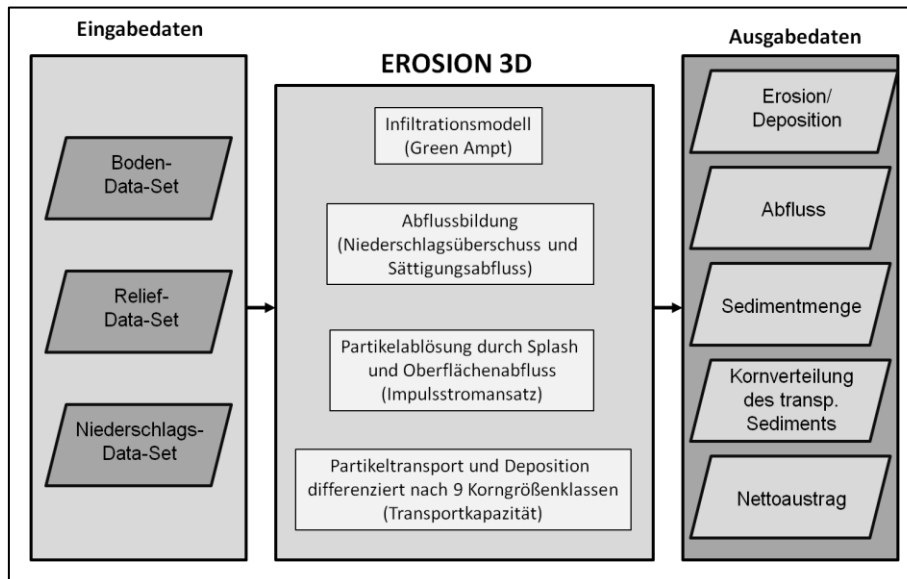 Eingabedaten
Boden-
Data-Set
Relief-
Data-Set
Niederschlags-
Data-Set
EROSION 3D
Infiltrationsmodell
(Green Ampt)
Abflussbildung
(Niederschlagsüberschuss und
Sättigungsabfluss)
Partikelablösung durch Splash
und Oberflächenabfluss
(Impulsstromansatz)
Partikeltransport und Deposition
differenziert nach 9 Korngrößenklassen
(Transportkapazität)
Ausgabedaten
Erosion/
Deposition
Abfluss
Sedimentmenge
Kornverteilung
des transp.
Sediments
Nettoaustrag